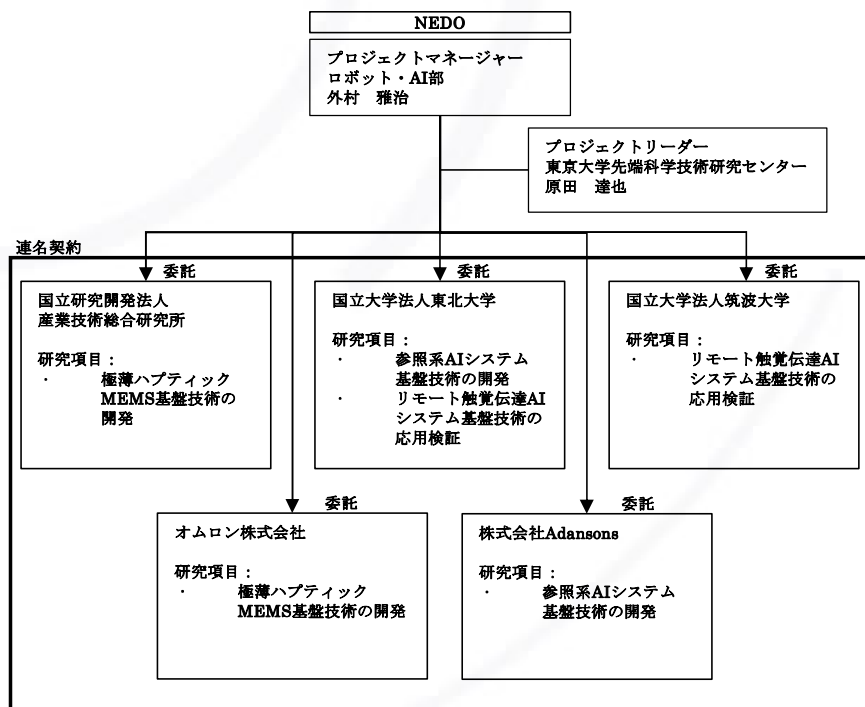 NEDO
プロジェクトマネージャー
ロボット・AI部
外村　雅治
プロジェクトリーダー
東京大学先端科学技術研究センター
原田　達也
連名契約
委託
国立研究開発法人
産業技術総合研究所
研究項目：
・ 極薄ハプティック
MEMS基盤技術の
開発
委託
国立大学法人東北大学
研究項目：
・ 参照系AIシステム
基盤技術の開発
・ リモート触覚伝達AI
システム基盤技術の
応用検証
委託
国立大学法人筑波大学
研究項目：
・ リモート触覚伝達AI
システム基盤技術の
応用検証
委託
オムロン株式会社
研究項目：
・ 極薄ハプティック
MEMS基盤技術の開発
委託
株式会社Adansons
研究項目：
・ 参照系AIシステム
基盤技術の開発